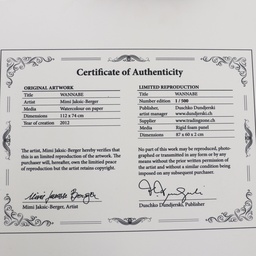 Certificate of Authenticity
ORIGINAL ARTWORK
Title WANNABE
Artist Mimi Jaksic-Berger
Media Watercolour on paper
Dimensions 112 x 74 cm
Year of creation 2012
LIMITED REPRODUCTION
Title WANNABE
Number edition 1 / 500
Publisher, Duschko Dundjerski
artist manager www.dundjerski.ch
Supplier www.tradingzone.ch
Media Rigid foam panel
Dimensions 87 x 60 x 2 cm
The artist, Mimi Jaksic-Berger hereby verifies that
this is an limited reproduction of the artwork. The
purchaser will, hereafter, own the limited peace
of reproduction but the artist retains copyright.
No part of this work may be reproduced, photo-
graphed or transmitted in any form or by any
means without the prior written permission of
the artist and without a similar condition being
imposed on any subsequent purchaser.
Mimi Jaksic-Berger, Artist
Duschko Dundjerski, Publisher